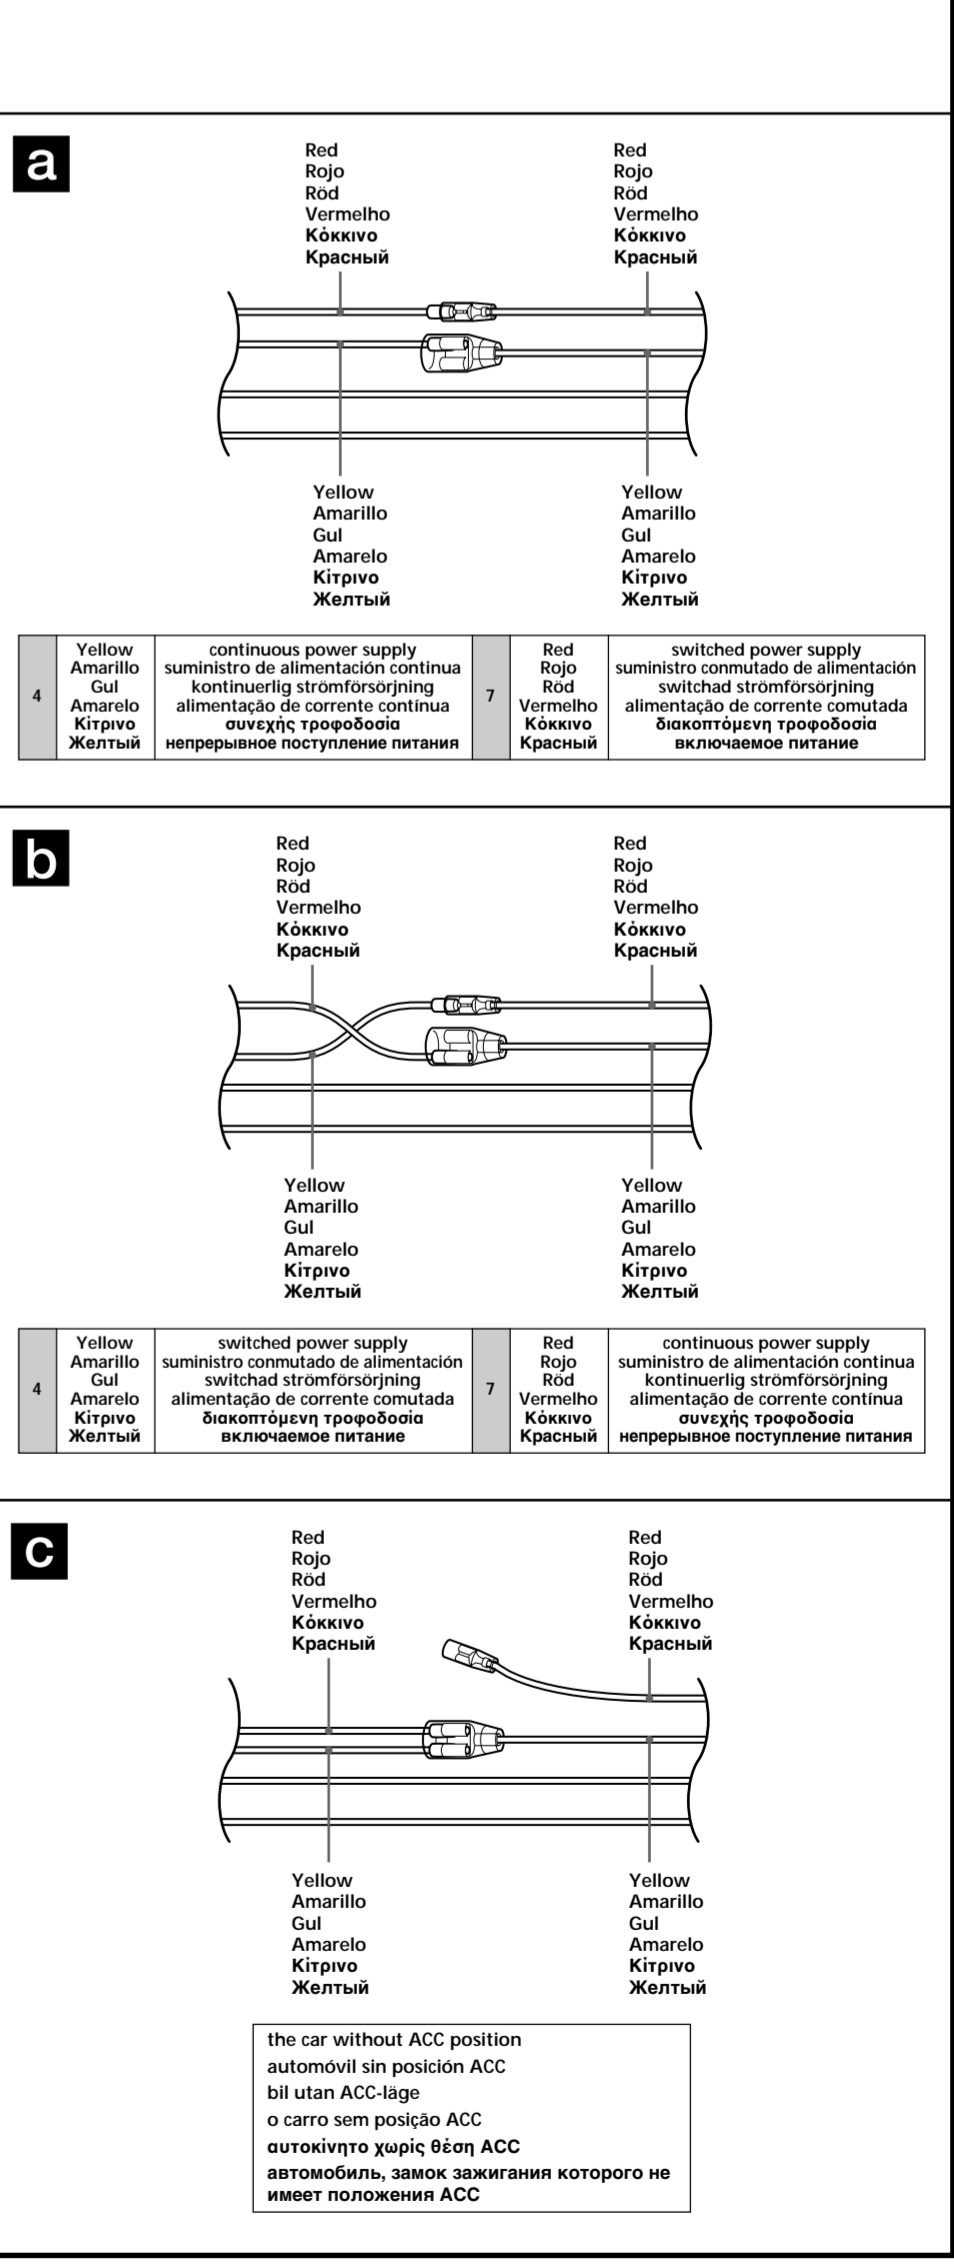 a
Red
Rojo
Röd
Vermelho
Κόκκινο
Красный
Red
Rojo
Röd
Vermelho
Κόκκινο
Красный
Yellow
Amarillo
Gul
Amarelo
Κίτρινο
Желтый
Yellow
Amarillo
Gul
Amarelo
Κίτρινο
Желтый
4
Yellow
Amarillo
Gul
Amarelo
Κίτρινο
Желтый
continuous power supply
suministro de alimentación continua
kontinuerlig strömförsörjning
alimentação de corrente contínua
συνεχής τροφοδοσία
непрерывное поступление питания
7
Red
Rojo
Röd
Vermelho
Κόκκινο
Красный
switched power supply
suministro conmutado de alimentación
switchad strömförsörjning
alimentação de corrente comutada
διακοπτόμενη τροφοδοσία
включаемое питание
b
Red
Rojo
Röd
Vermelho
Κόκκινο
Красный
Red
Rojo
Röd
Vermelho
Κόκκινο
Красный
Yellow
Amarillo
Gul
Amarelo
Κίτρινο
Желтый
Yellow
Amarillo
Gul
Amarelo
Κίτρινο
Желтый
4
Yellow
Amarillo
Gul
Amarelo
Κίτρινο
Желтый
switched power supply
suministro conmutado de alimentación
switchad strömförsörjning
alimentação de corrente comutada
διακοπτόμενη τροφοδοσία
включаемое питание
7
Red
Rojo
Röd
Vermelho
Κόκκινο
Красный
continuous power supply
suministro de alimentación continua
kontinuerlig strömförsörjning
alimentação de corrente contínua
συνεχής τροφοδοσία
непрерывное поступление питания
c
Red
Rojo
Röd
Vermelho
Κόκκινο
Красный
Red
Rojo
Röd
Vermelho
Κόκκινο
Красный
Yellow
Amarillo
Gul
Amarelo
Κίτρινο
Желтый
Yellow
Amarillo
Gul
Amarelo
Κίτρινο
Желтый
the car without ACC position
automóvil sin posición ACC
bil utan ACC-läge
o carro sem posição ACC
αυτοκίνητο χωρίς θέση ACC
автомобиль, замок зажигания которого не
имеет положения ACC